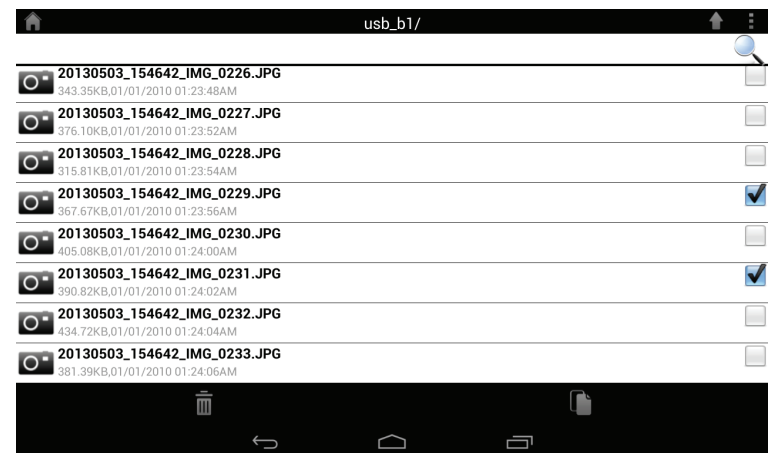 usb_b1/
20130503_154642_IMG_0226.JPG
343.35KB,01/01/2010 01:23:48AM
20130503_154642_IMG_0227.JPG
376.10KB,01/01/2010 01:23:52AM
20130503_154642_IMG_0228.JPG
315.81KB,01/01/2010 01:23:54AM
20130503_154642_IMG_0229.JPG
367.67KB,01/01/2010 01:23:56AM
20130503_154642_IMG_0230.JPG
405.08KB,01/01/2010 01:24:00AM
20130503_154642_IMG_0231.JPG
390.82KB,01/01/2010 01:24:02AM
20130503_154642_IMG_0232.JPG
434.72KB,01/01/2010 01:24:04AM
20130503_154642_IMG_0233.JPG
381.39KB,01/01/2010 01:24:06AM